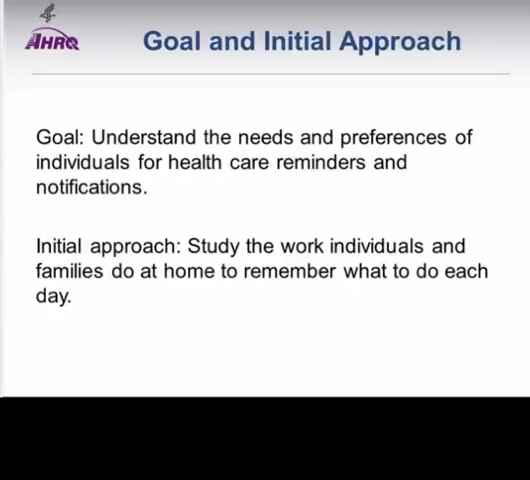 AHRQ
Goal and Initial Approach
Goal: Understand the needs and preferences of
individuals for health care reminders and
notifications.
Initial approach: Study the work individuals and
families do at home to remember what to do each
day.